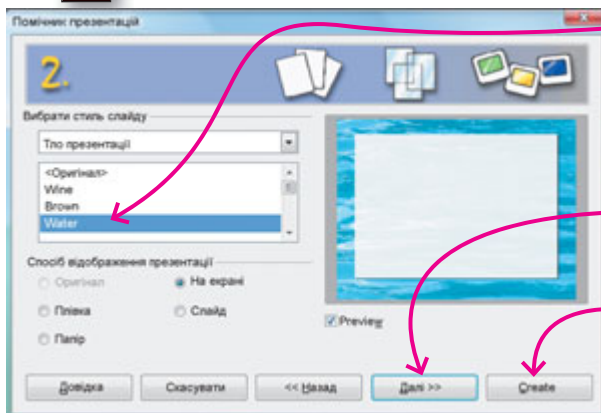 Помічник презентацій
2.
Вибрати стиль слайду
Тло презентації
<Оригінал>
Wine
Brown
Water
Спосіб відображення презентації
Оригінал
На екрані
Плівка
Слайд
Папір
Preview
Довідка
Скасувати
<< Назад
Далі >>
Create